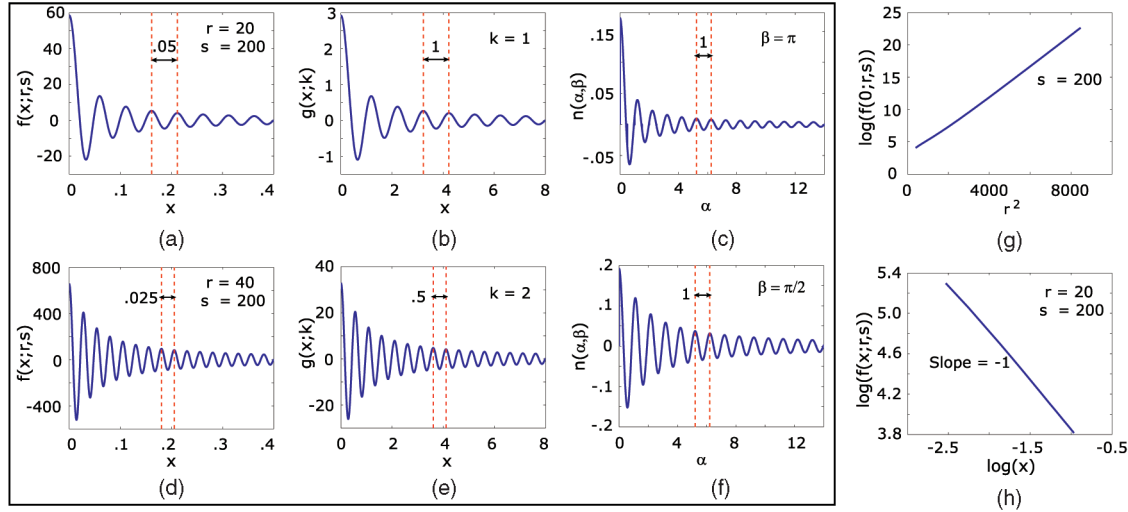 60
40
20
0
-20
f(x;r,s)
r = 20
s = 200
.05
0
.1
.2
.3
.4
x
(a)
3
1
0
-1
-3
g(x;k)
k = 1
1
0
2
4
6
8
x
(b)
.15
.05
0
-.05
n(α,β)
β = π
1
0
4
8
12
α
(c)
25
20
15
10
5
0
log(f(0;r,s))
s = 200
0
4000
8000
r²
(g)
800
400
0
-400
f(x;r,s)
r = 40
s = 200
.025
0
.1
.2
.3
.4
x
(d)
40
20
0
-20
g(x;k)
k = 2
.5
0
2
4
6
8
x
(e)
.2
.1
0
-.1
-.2
n(α,β)
β = π/2
1
0
4
8
12
α
(f)
5.4
5.0
4.6
4.2
3.8
log(f(x;r,s))
r = 20
s = 200
Slope = -1
-2.5
-1.5
-0.5
log(x)
(h)